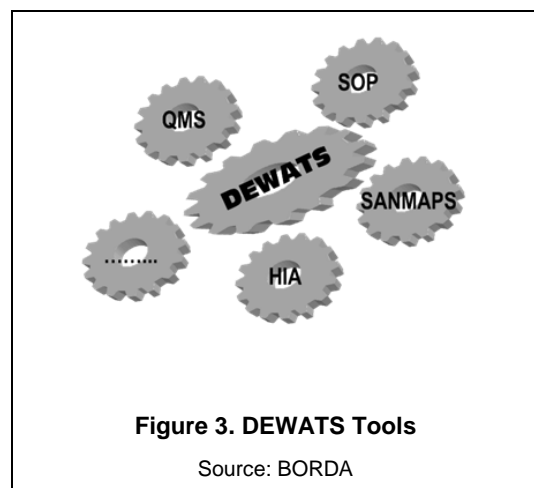 SOP
QMS
DEWATS
SANMAPS
.........
HIA
Figure 3. DEWATS Tools
Source: BORDA